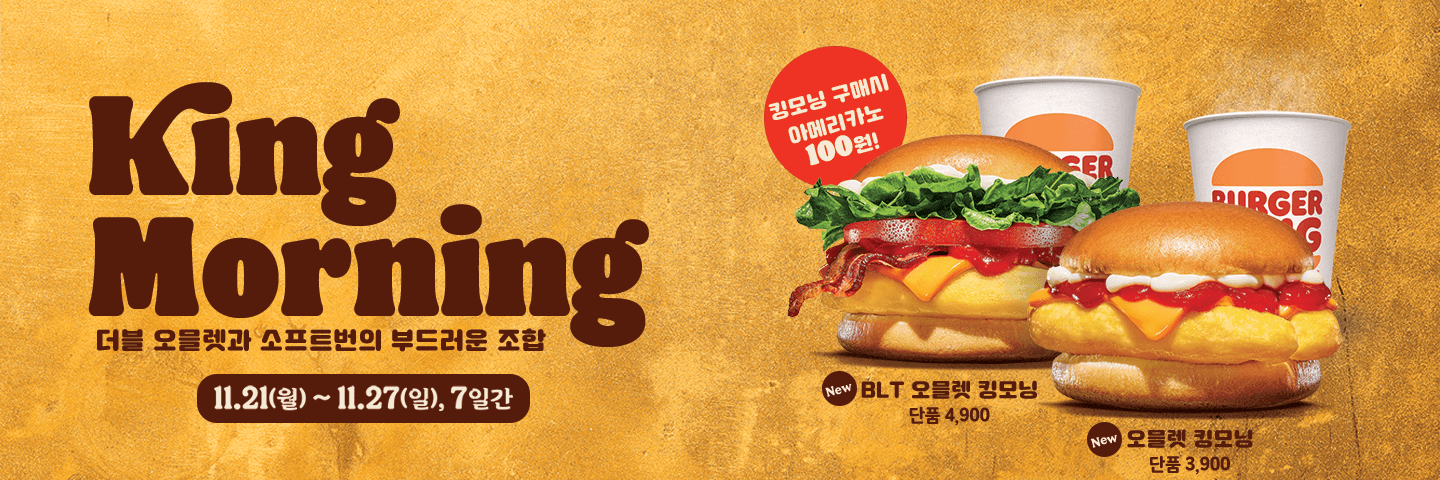 King
Morning
더블 오믈렛과 소프트번의 부드러운 조합
11.21(월) ~ 11.27(일), 7일간
킹모닝 구매시
아메리카노
100원!
BURGER
New BLT 오믈렛 킹모닝
단품 4,900
New 오믈렛 킹모닝
단품 3,900